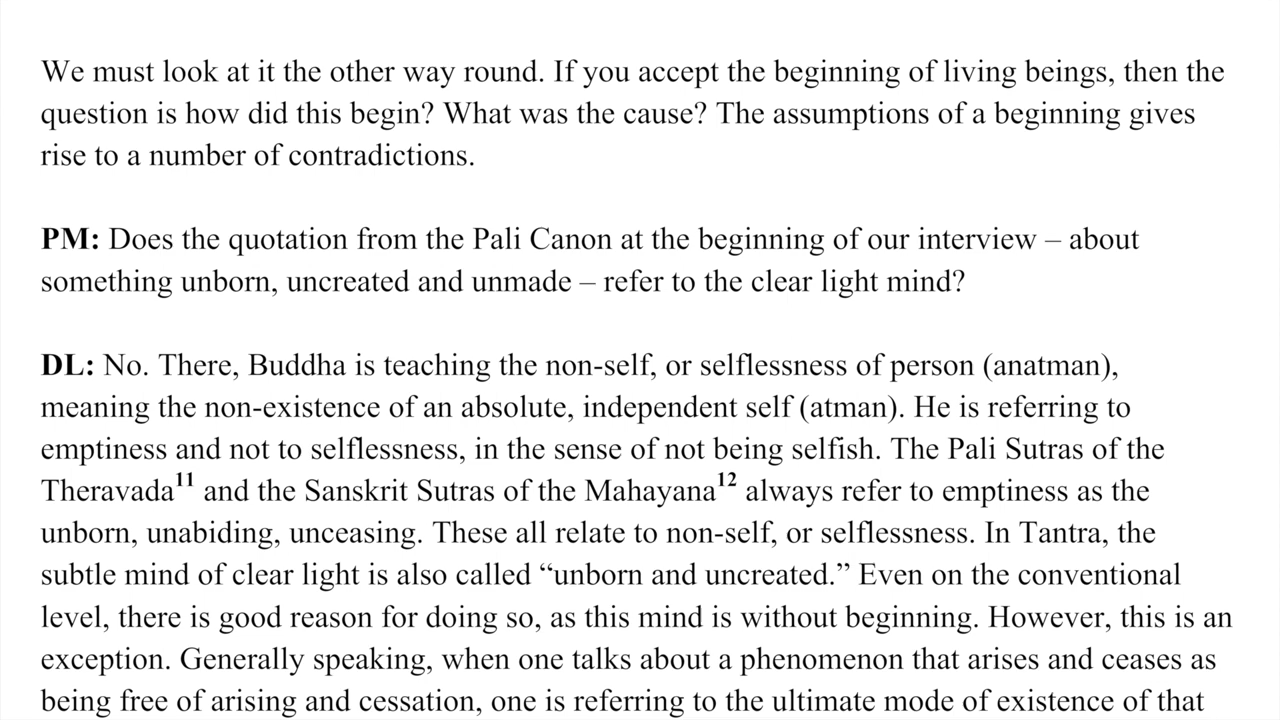 We must look at it the other way round. If you accept the beginning of living beings, then the
question is how did this begin? What was the cause? The assumptions of a beginning gives
rise to a number of contradictions.
PM: Does the quotation from the Pali Canon at the beginning of our interview – about
something unborn, uncreated and unmade – refer to the clear light mind?
DL: No. There, Buddha is teaching the non-self, or selflessness of person (anatman),
meaning the non-existence of an absolute, independent self (atman). He is referring to
emptiness and not to selflessness, in the sense of not being selfish. The Pali Sutras of the
Theravada11 and the Sanskrit Sutras of the Mahayana12 always refer to emptiness as the
unborn, unabiding, unceasing. These all relate to non-self, or selflessness. In Tantra, the
subtle mind of clear light is also called “unborn and uncreated.” Even on the conventional
level, there is good reason for doing so, as this mind is without beginning. However, this is an
exception. Generally speaking, when one talks about a phenomenon that arises and ceases as
being free of arising and cessation, one is referring to the ultimate mode of existence of that